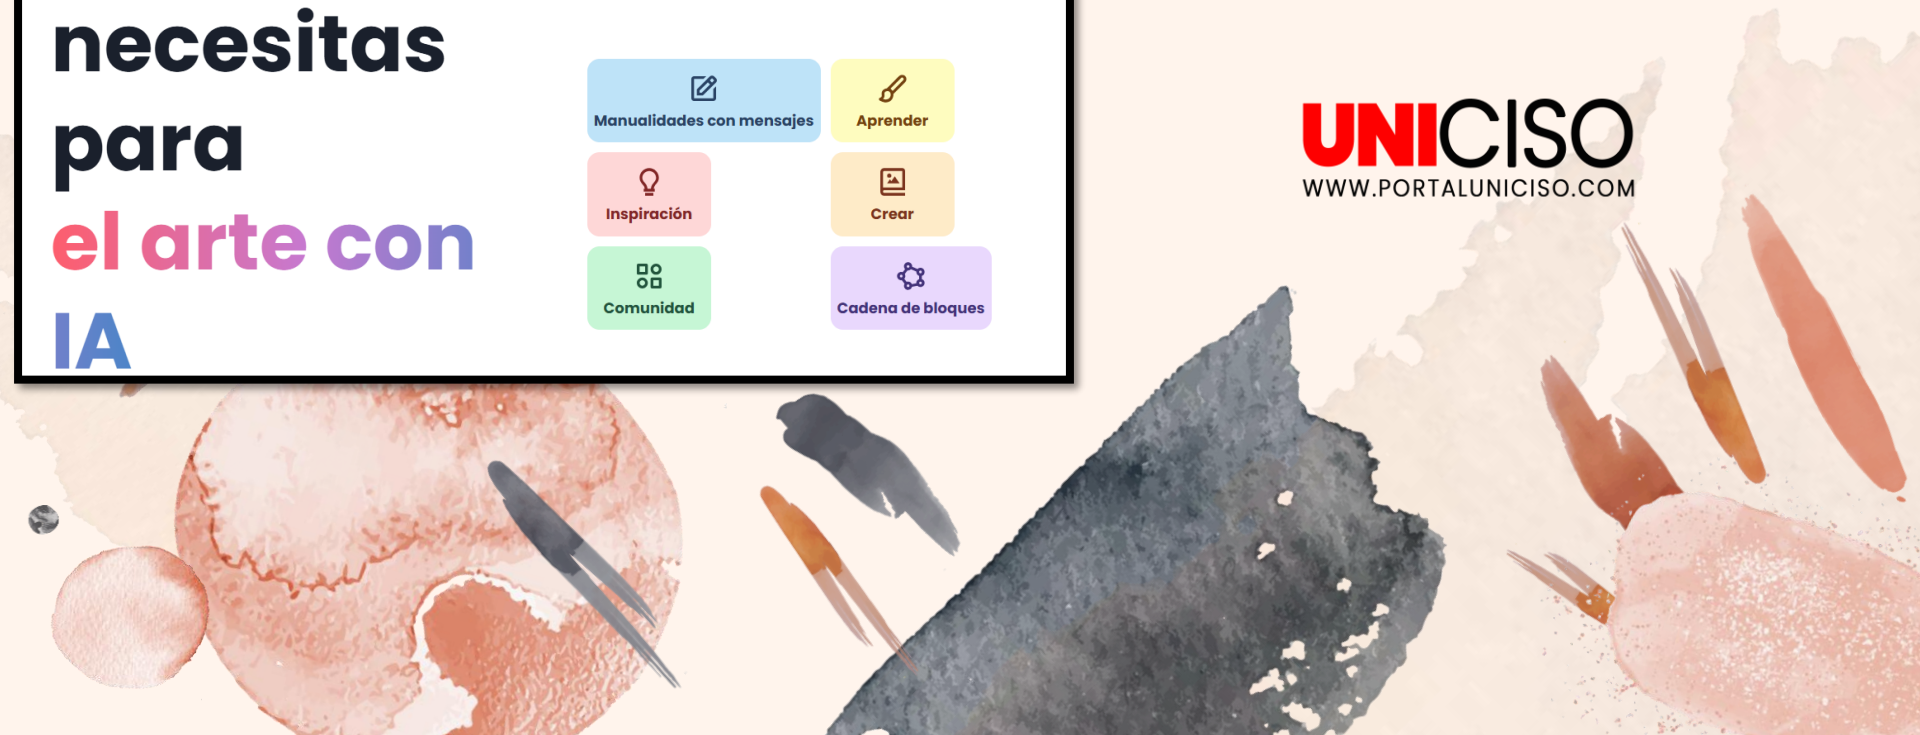 necesitas
para
el arte con
IA
Manualidades con mensajes
Aprender
Inspiración
Crear
Comunidad
Cadena de bloques
UNICISO
WWW.PORTALUNICISO.COM